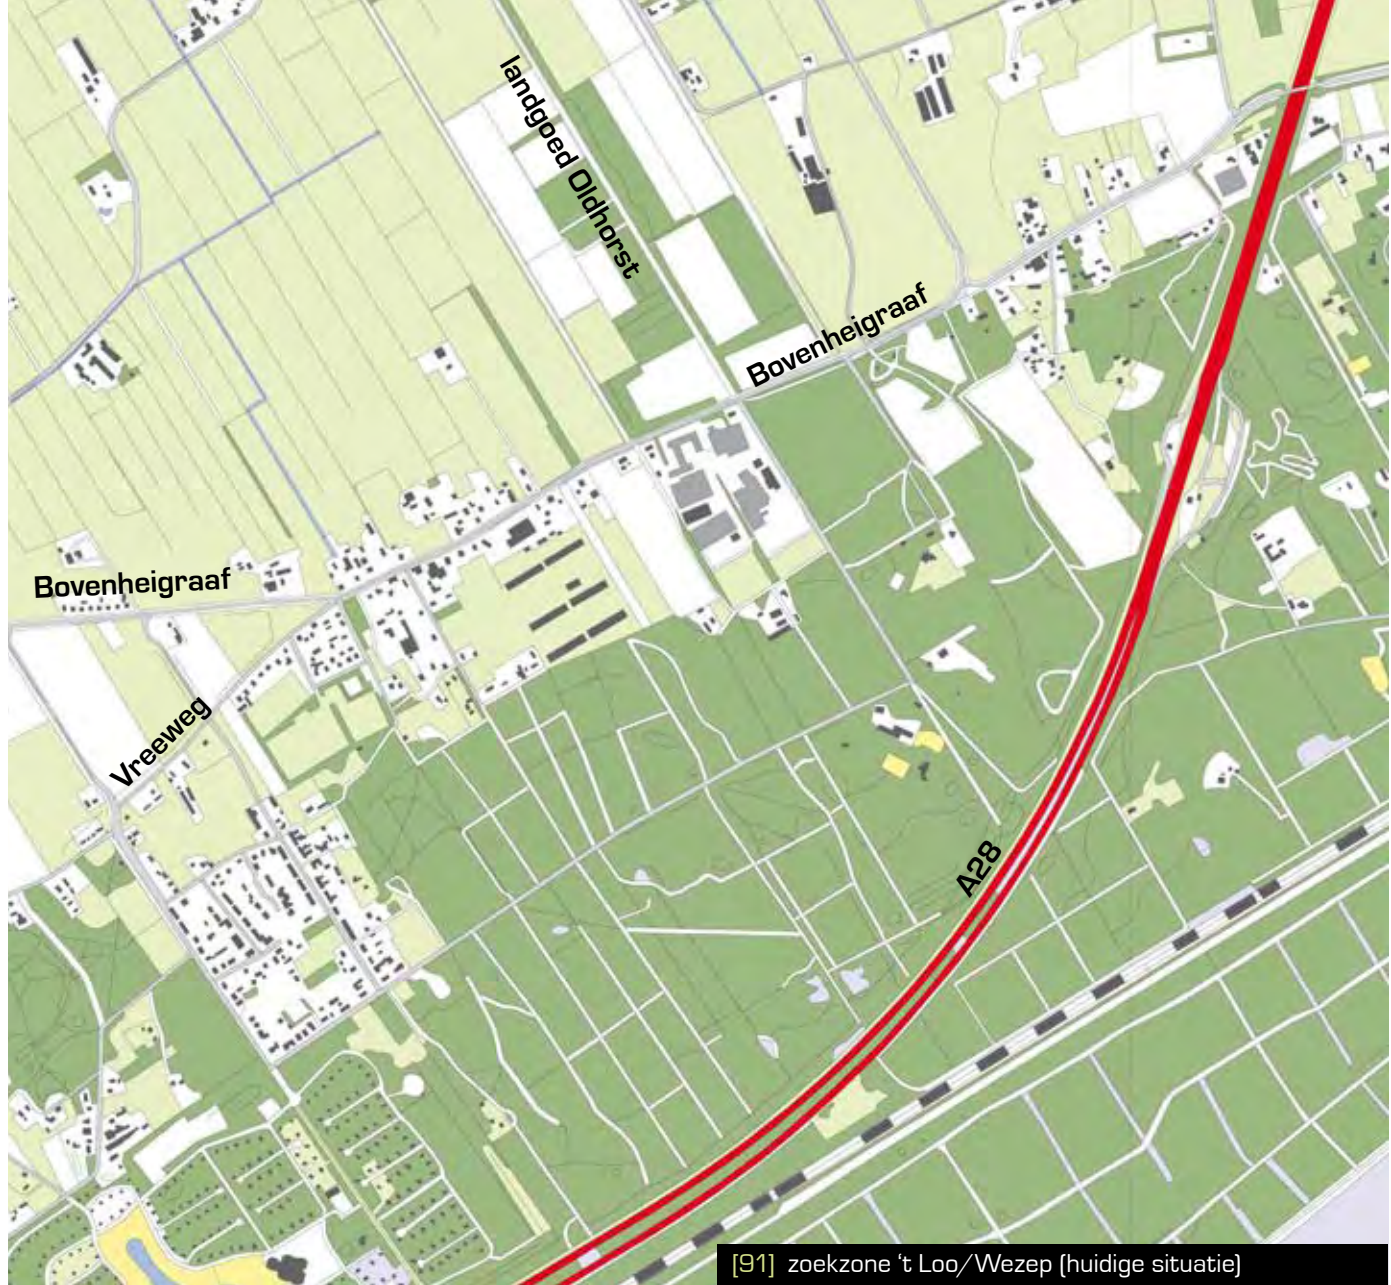 landgoed Oldhorst
Bovenheigraaf
Bovenheigraaf
Vreeweg
A28
[91] zoekzone 't Loo/Wezep (huidige situatie)